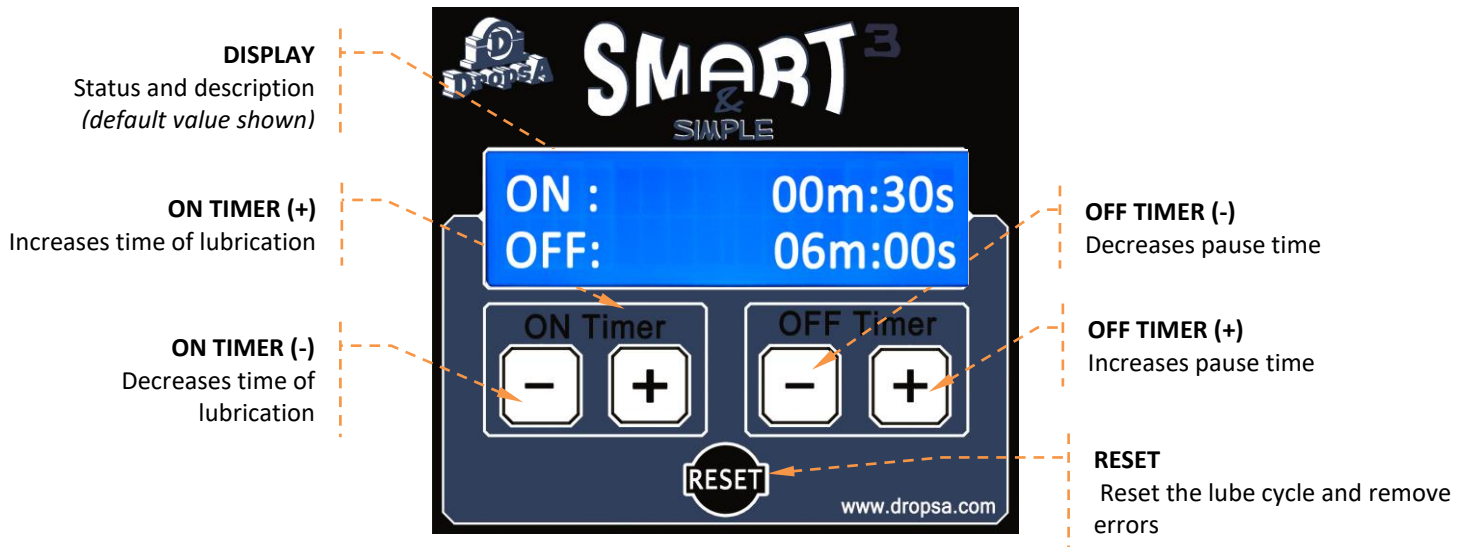 DISPLAY
Status and description
(default value shown)
ON TIMER (+)
Increases time of lubrication
ON TIMER (-)
Decreases time of
lubrication
D
DropsA
SMART 3
&
SIMPLE
ON : 00m:30s
OFF: 06m:00s
ON Timer
OFF Timer
- + - +
RESET
www.dropsa.com
OFF TIMER (-)
Decreases pause time
OFF TIMER (+)
Increases pause time
RESET
Reset the lube cycle and remove
errors